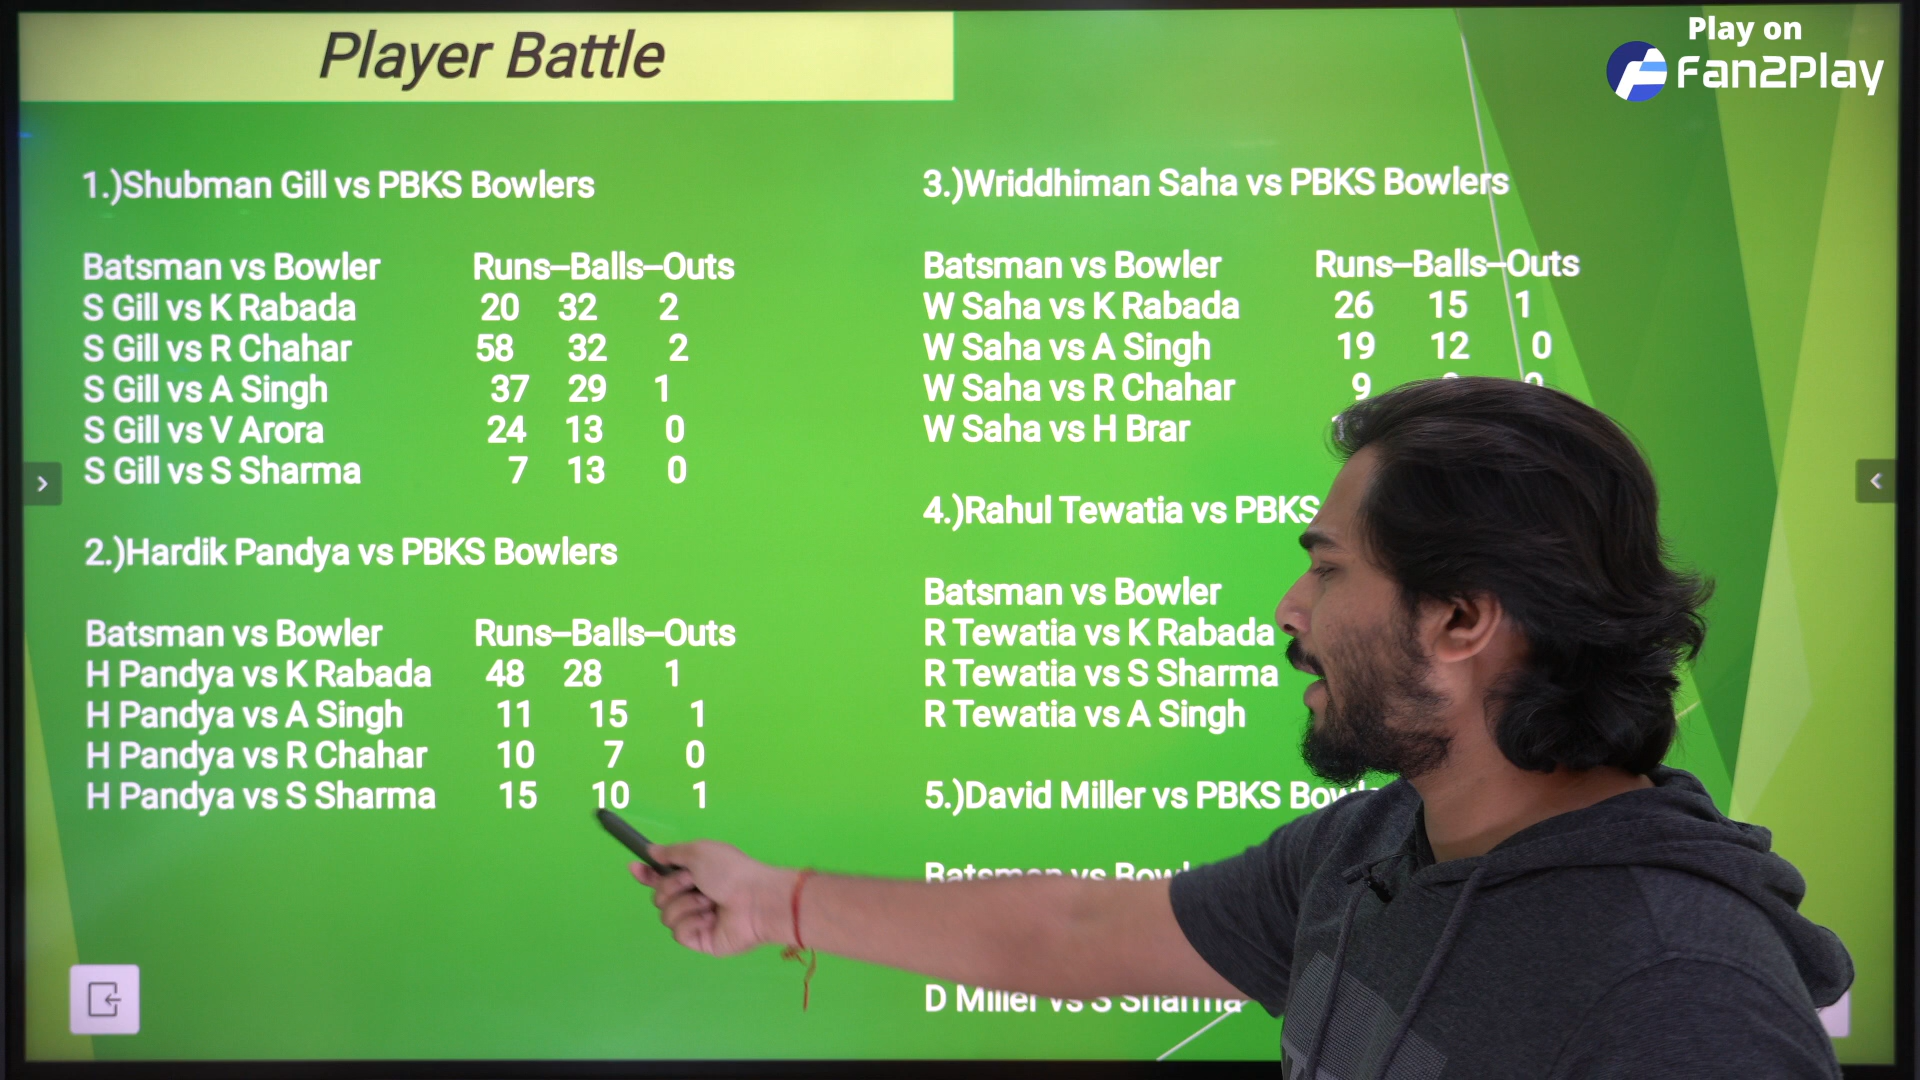 Player Battle
Play on
Fan2Play
1.)Shubman Gill vs PBKS Bowlers
Batsman vs Bowler Runs–Balls–Outs
S Gill vs K Rabada 20 32 2
S Gill vs R Chahar 58 32 2
S Gill vs A Singh 37 29 1
S Gill vs V Arora 24 13 0
S Gill vs S Sharma 7 13 0
2.)Hardik Pandya vs PBKS Bowlers
Batsman vs Bowler Runs–Balls–Outs
H Pandya vs K Rabada 48 28 1
H Pandya vs A Singh 11 15 1
H Pandya vs R Chahar 10 7 0
H Pandya vs S Sharma 15 10 1
3.)Wriddhiman Saha vs PBKS Bowlers
Batsman vs Bowler Runs–Balls–Outs
W Saha vs K Rabada 26 15 1
W Saha vs A Singh 19 12 0
W Saha vs R Chahar 9
W Saha vs H Brar
4.)Rahul Tewatia vs PBKS
Batsman vs Bowler
R Tewatia vs K Rabada
R Tewatia vs S Sharma
R Tewatia vs A Singh
5.)David Miller vs PBKS
Batsman vs
D Miller vs S Sharma